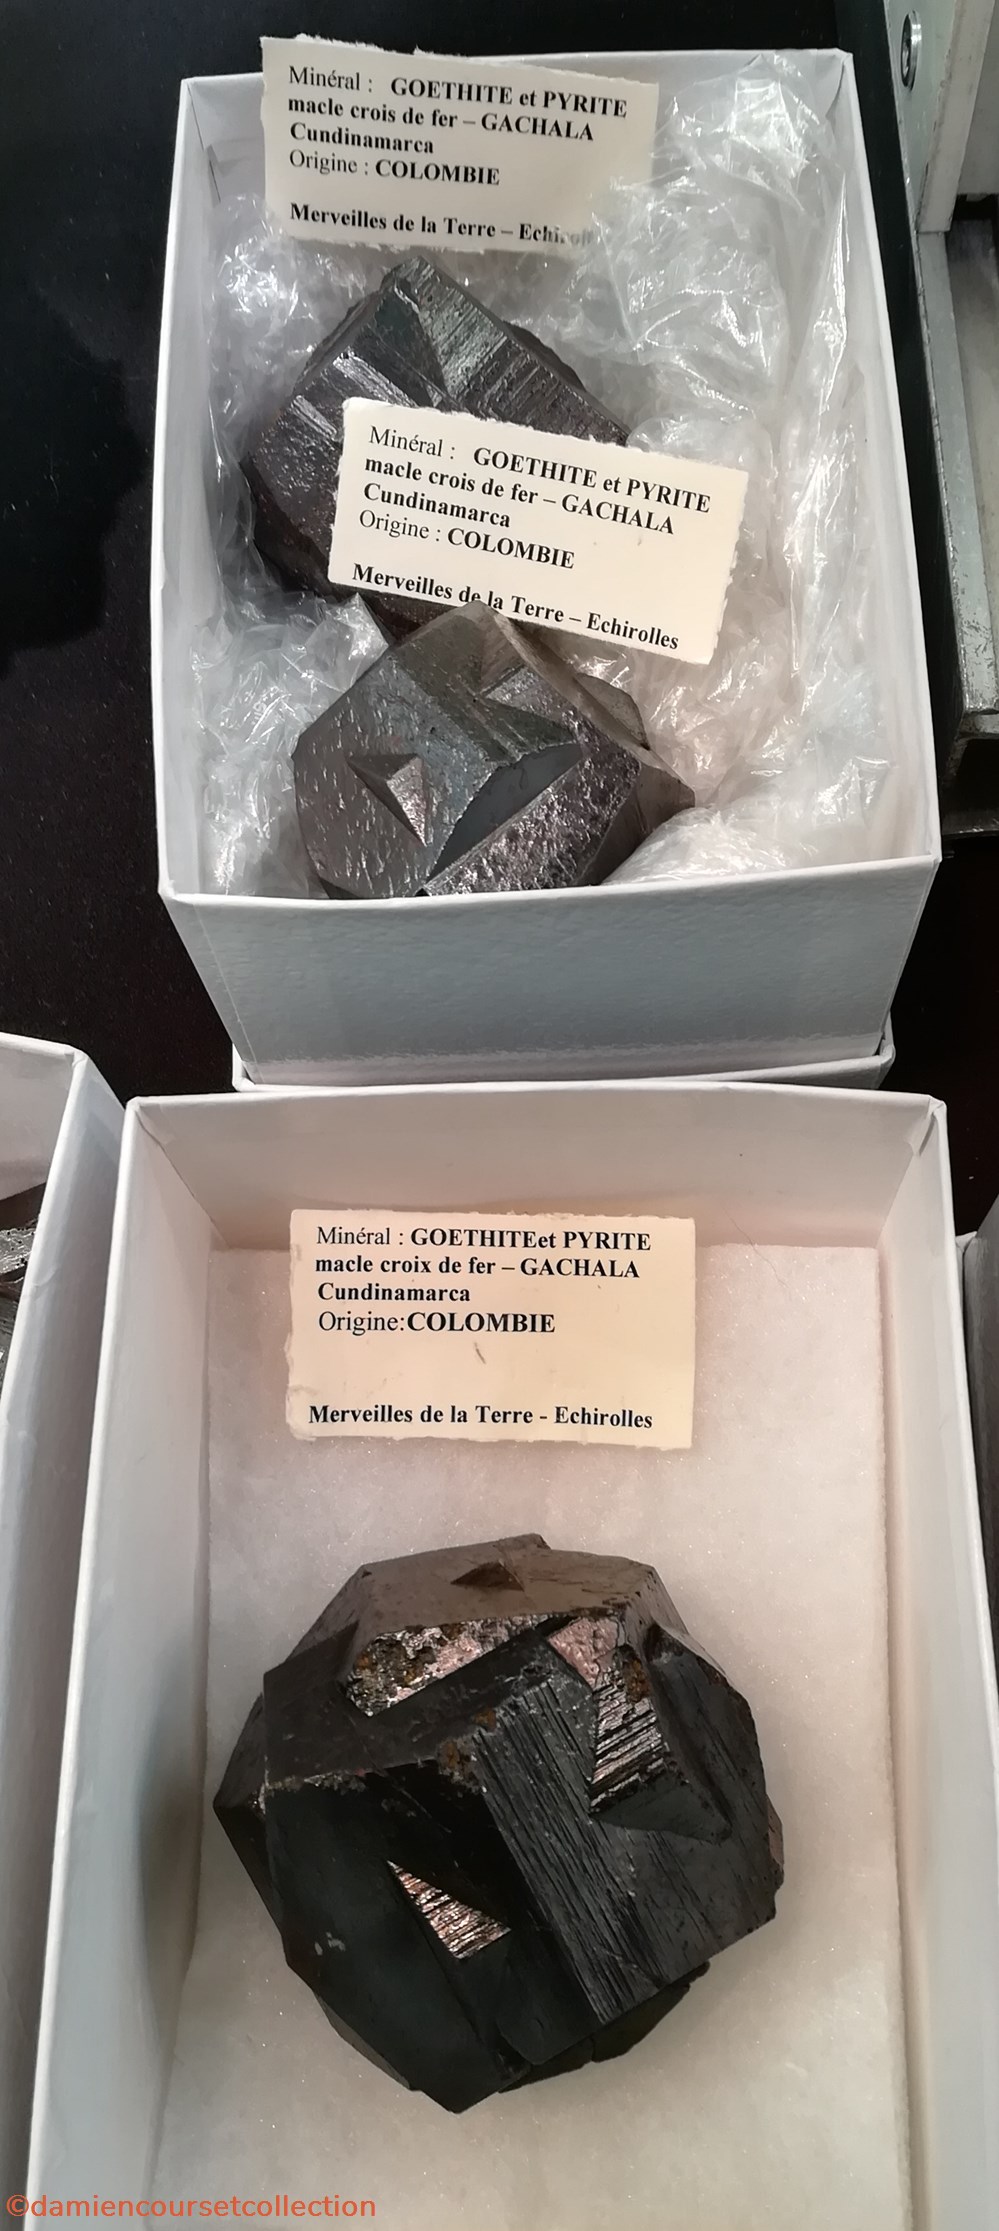 Minéral : GOETHITE et PYRITE
macle crois de fer – GACHALA
Cundinamarca
Origine : COLOMBIE
Merveilles de la Terre – Echiroll
Minéral : GOETHITE et PYRITE
macle crois de fer – GACHALA
Cundinamarca
Origine : COLOMBIE
Merveilles de la Terre – Echirolles
Minéral : GOETHITEet PYRITE
macle croix de fer – GACHALA
Cundinamarca
Origine:COLOMBIE
Merveilles de la Terre - Echirolles
©damiencoursetcollection